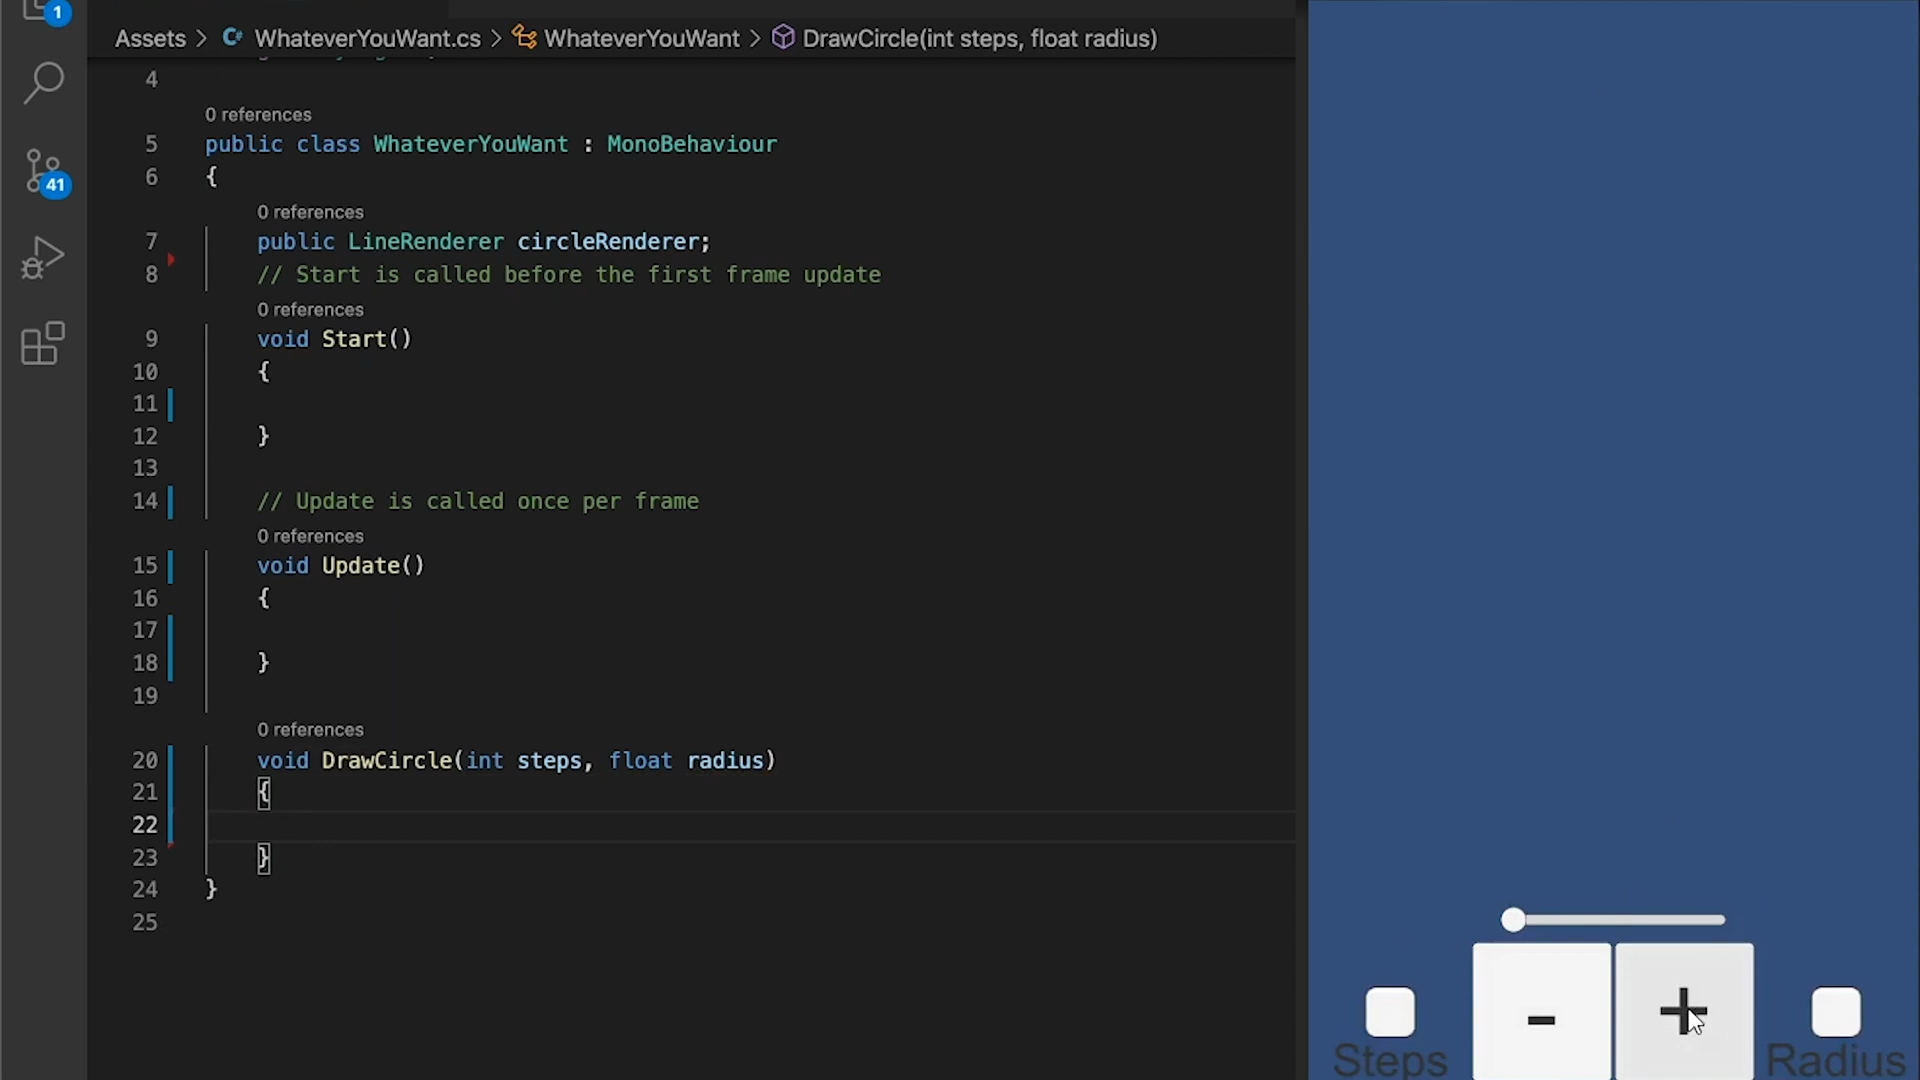 1
Assets > WhateverYouWant.cs > WhateverYouWant > DrawCircle(int steps, float radius)
4
0 references
5 public class WhateverYouWant : MonoBehaviour
6 {
0 references
7 public LineRenderer circleRenderer;
8 // Start is called before the first frame update
0 references
9 void Start()
10 {
11
12 }
13
14 // Update is called once per frame
0 references
15 void Update()
16 {
17
18 }
19
0 references
20 void DrawCircle(int steps, float radius)
21 {
22
23 }
24 }
25
41
- +
Steps Radius